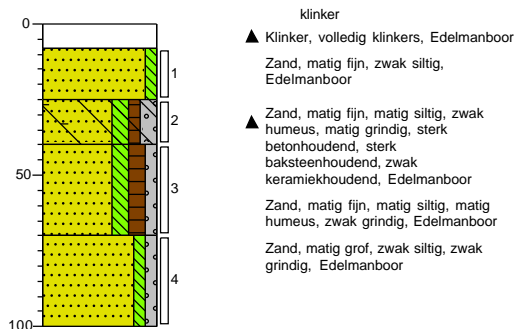 klinker
0
Klinker, volledig klinkers, Edelmanboor
Zand, matig fijn, zwak siltig,
Edelmanboor
1
Zand, matig fijn, matig siltig, zwak
humeus, matig grindig, sterk
betonhoudend, sterk
baksteenhoudend, zwak
keramiekhoudend, Edelmanboor
2
50
3
Zand, matig fijn, matig siltig, matig
humeus, zwak grindig, Edelmanboor
Zand, matig grof, zwak siltig, zwak
grindig, Edelmanboor
4
100